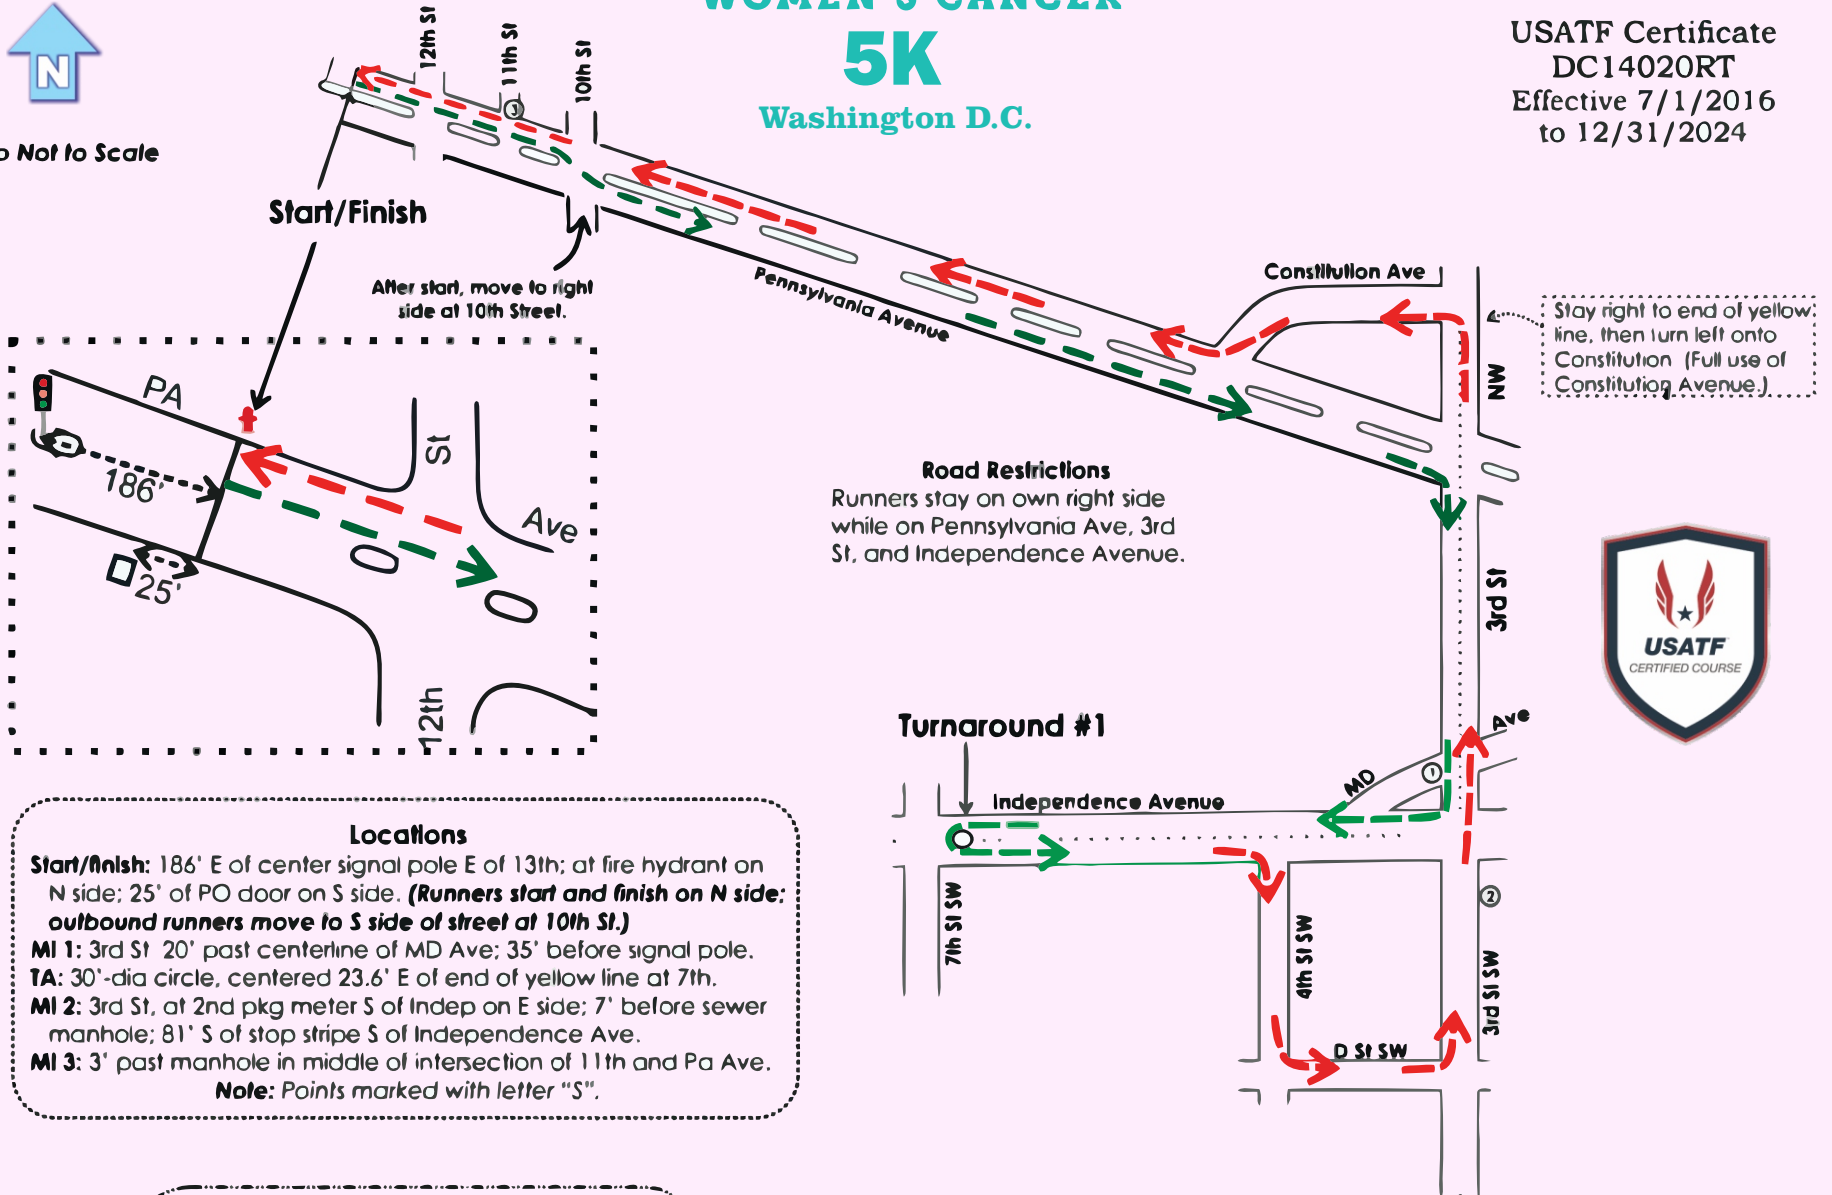 WOMEN'S CANCER
5K
Washington D.C.
USATF Certificate
DC14020RT
Effective 7/1/2016
to 12/31/2024
N
Not to Scale
12th St
11th St
10th St
3
Start/Finish
After start, move to right
side at 10th Street.
Pennsylvania Avenue
Constitution Ave
Stay right to end of yellow
line, then turn left onto
Constitution (Full use of
Constitution Avenue.)
NW
3rd St
PA
St
Ave
186'
25'
12th
Road Restrictions
Runners stay on own right side
while on Pennsylvania Ave, 3rd
St, and Independence Avenue.
USATF
CERTIFIED COURSE
Turnaround #1
Independence Avenue
MD
Ave
1
2
7th St SW
4th St SW
3rd St SW
D St SW
Locations
Start/finish: 186' E of center signal pole E of 13th; at fire hydrant on
N side; 25' of PO door on S side. (Runners start and finish on N side;
outbound runners move to S side of street at 10th St.)
MI 1: 3rd St 20' past centerline of MD Ave; 35' before signal pole.
TA: 30'-dia circle, centered 23.6' E of end of yellow line at 7th.
MI 2: 3rd St, at 2nd pkg meter S of Indep on E side; 7' before sewer
manhole; 81' S of stop stripe S of Independence Ave.
MI 3: 3' past manhole in middle of intersection of 11th and Pa Ave.
Note: Points marked with letter "S".